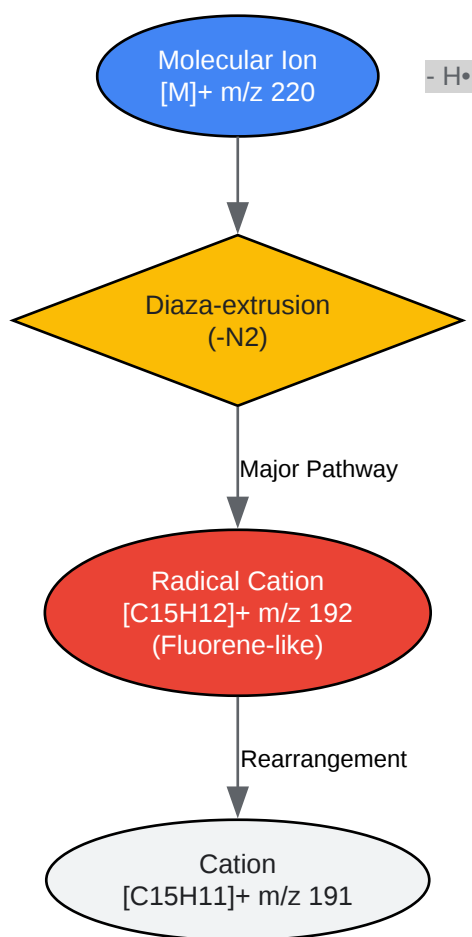 Molecular Ion
[M]+ m/z 220
- H•
Diaza-extrusion
(-N2)
Major Pathway
Radical Cation
[C15H12]+ m/z 192
(Fluorene-like)
Rearrangement
Cation
[C15H11]+ m/z 191